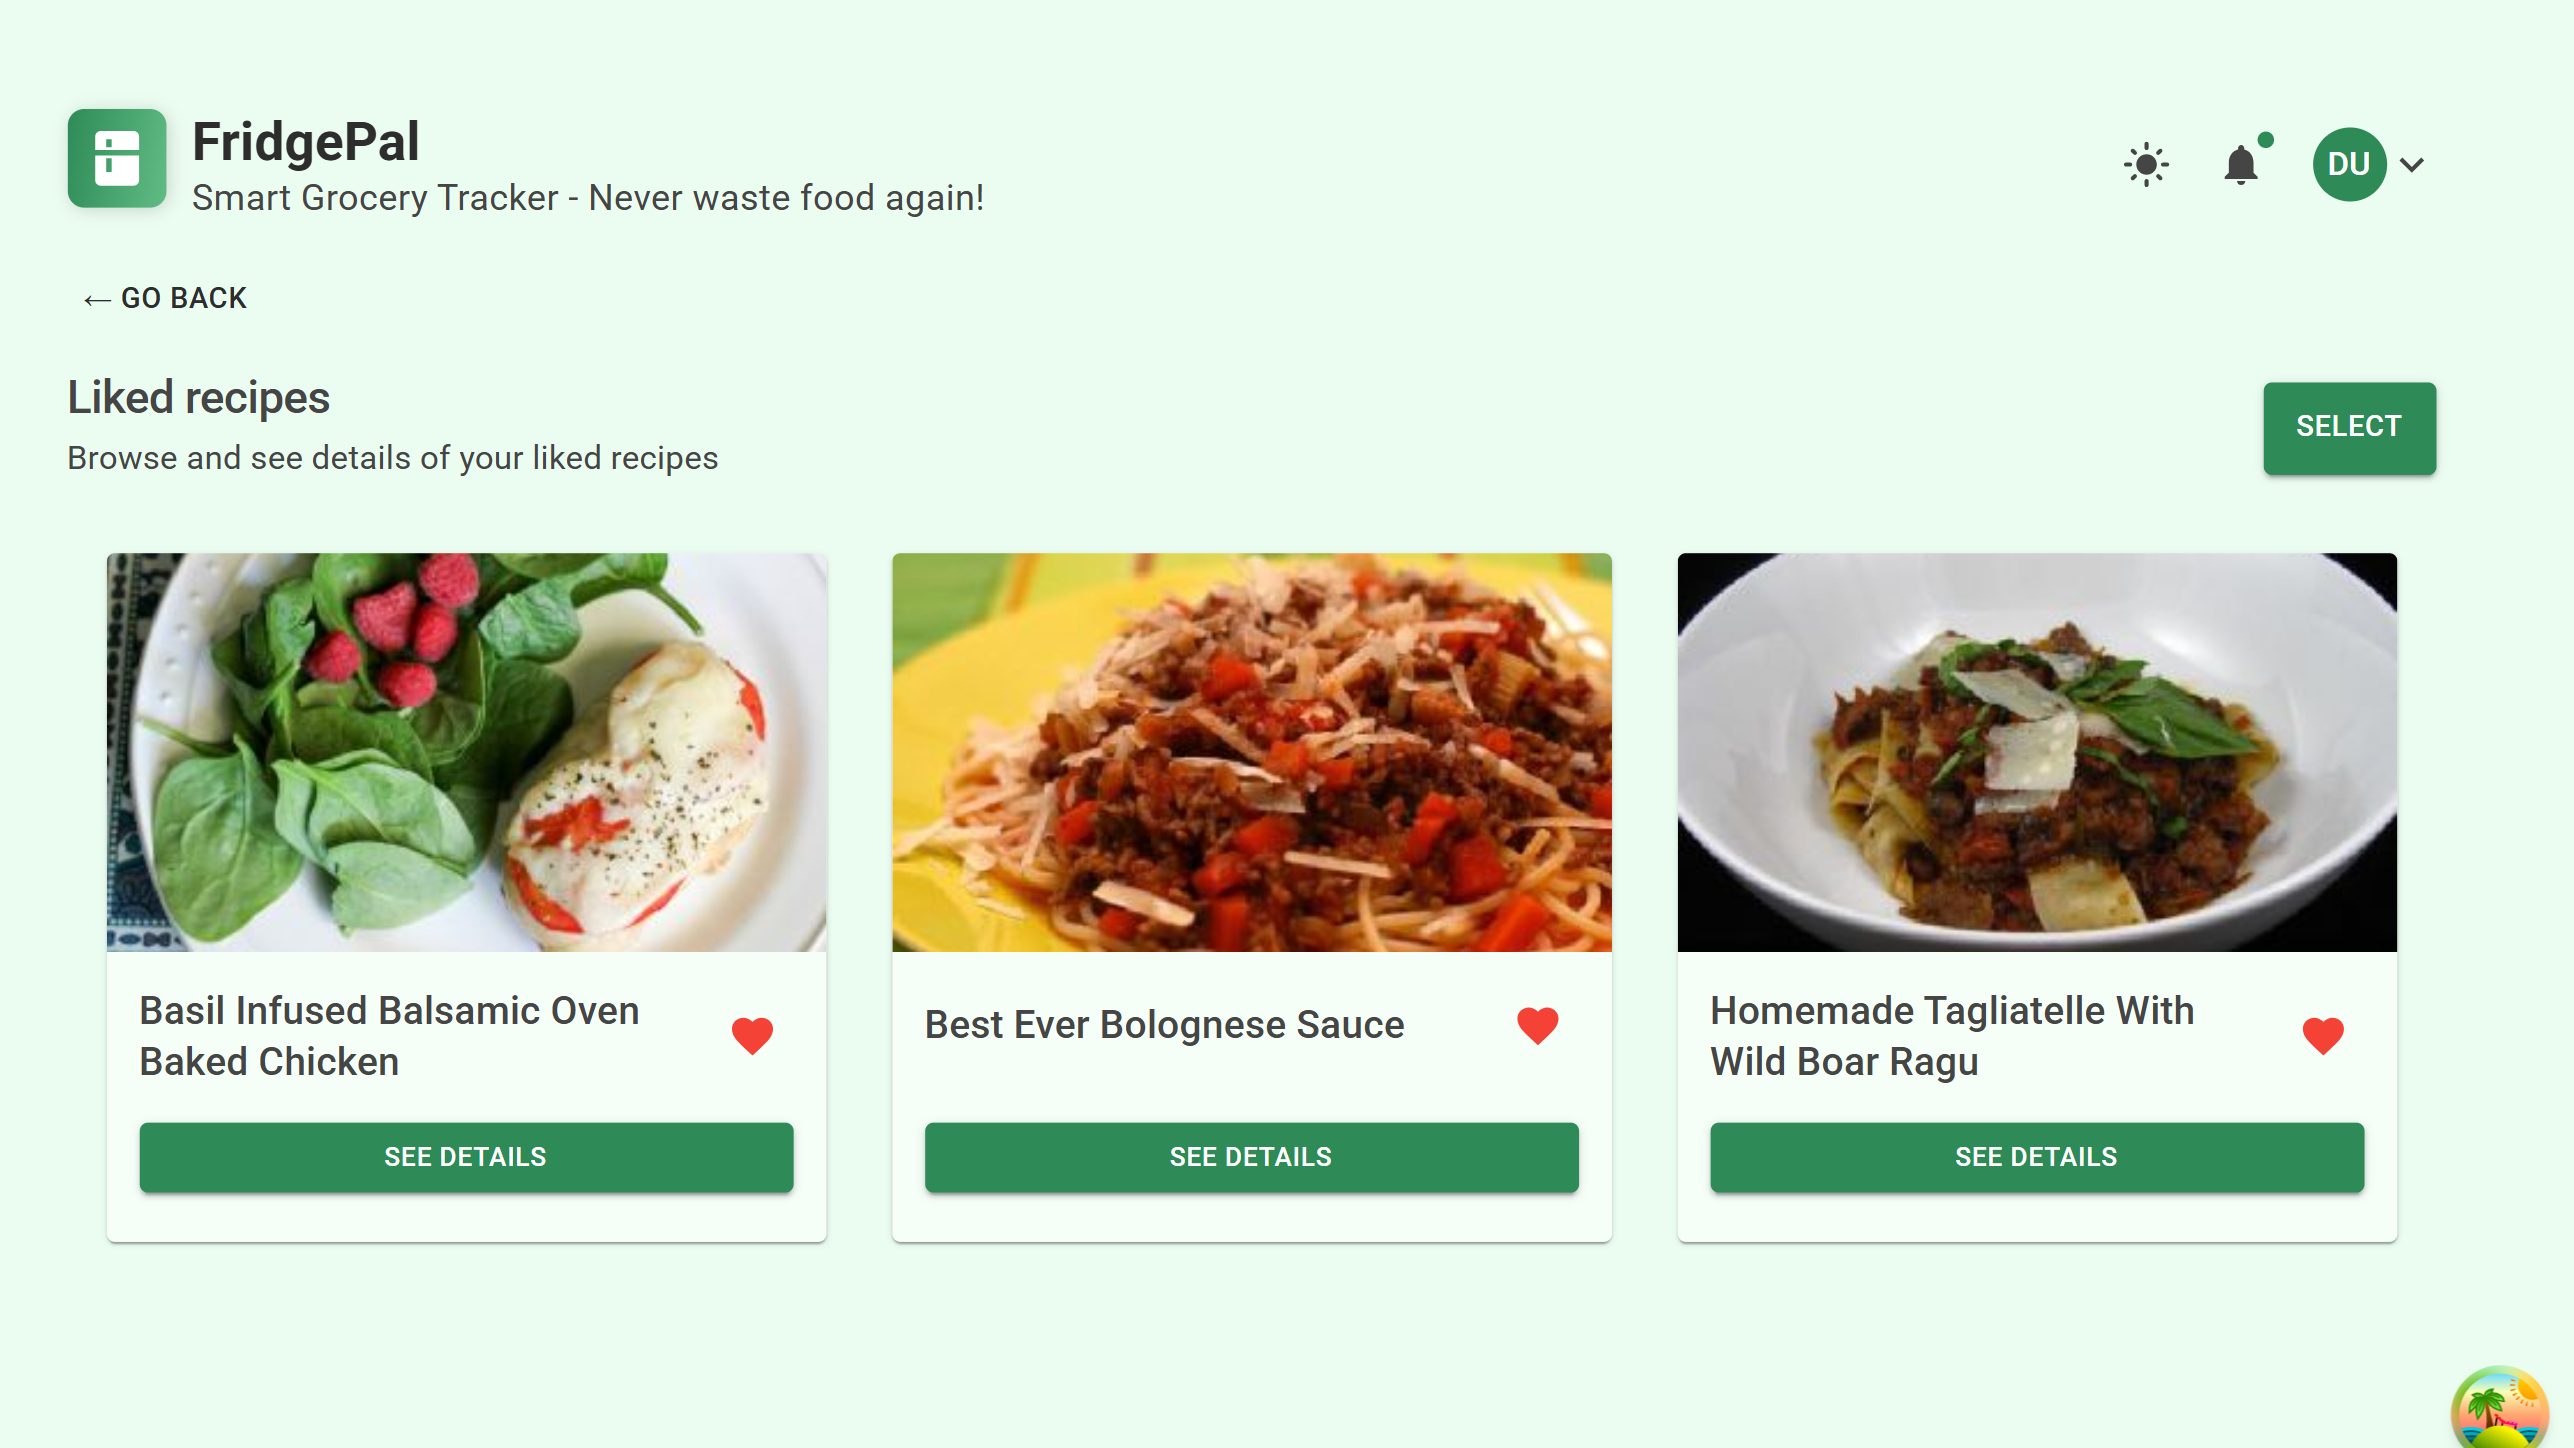 FridgePal
Smart Grocery Tracker - Never waste food again!
DU
← GO BACK
Liked recipes
Browse and see details of your liked recipes
SELECT
Basil Infused Balsamic Oven
Baked Chicken
Best Ever Bolognese Sauce
Homemade Tagliatelle With
Wild Boar Ragu
SEE DETAILS
SEE DETAILS
SEE DETAILS